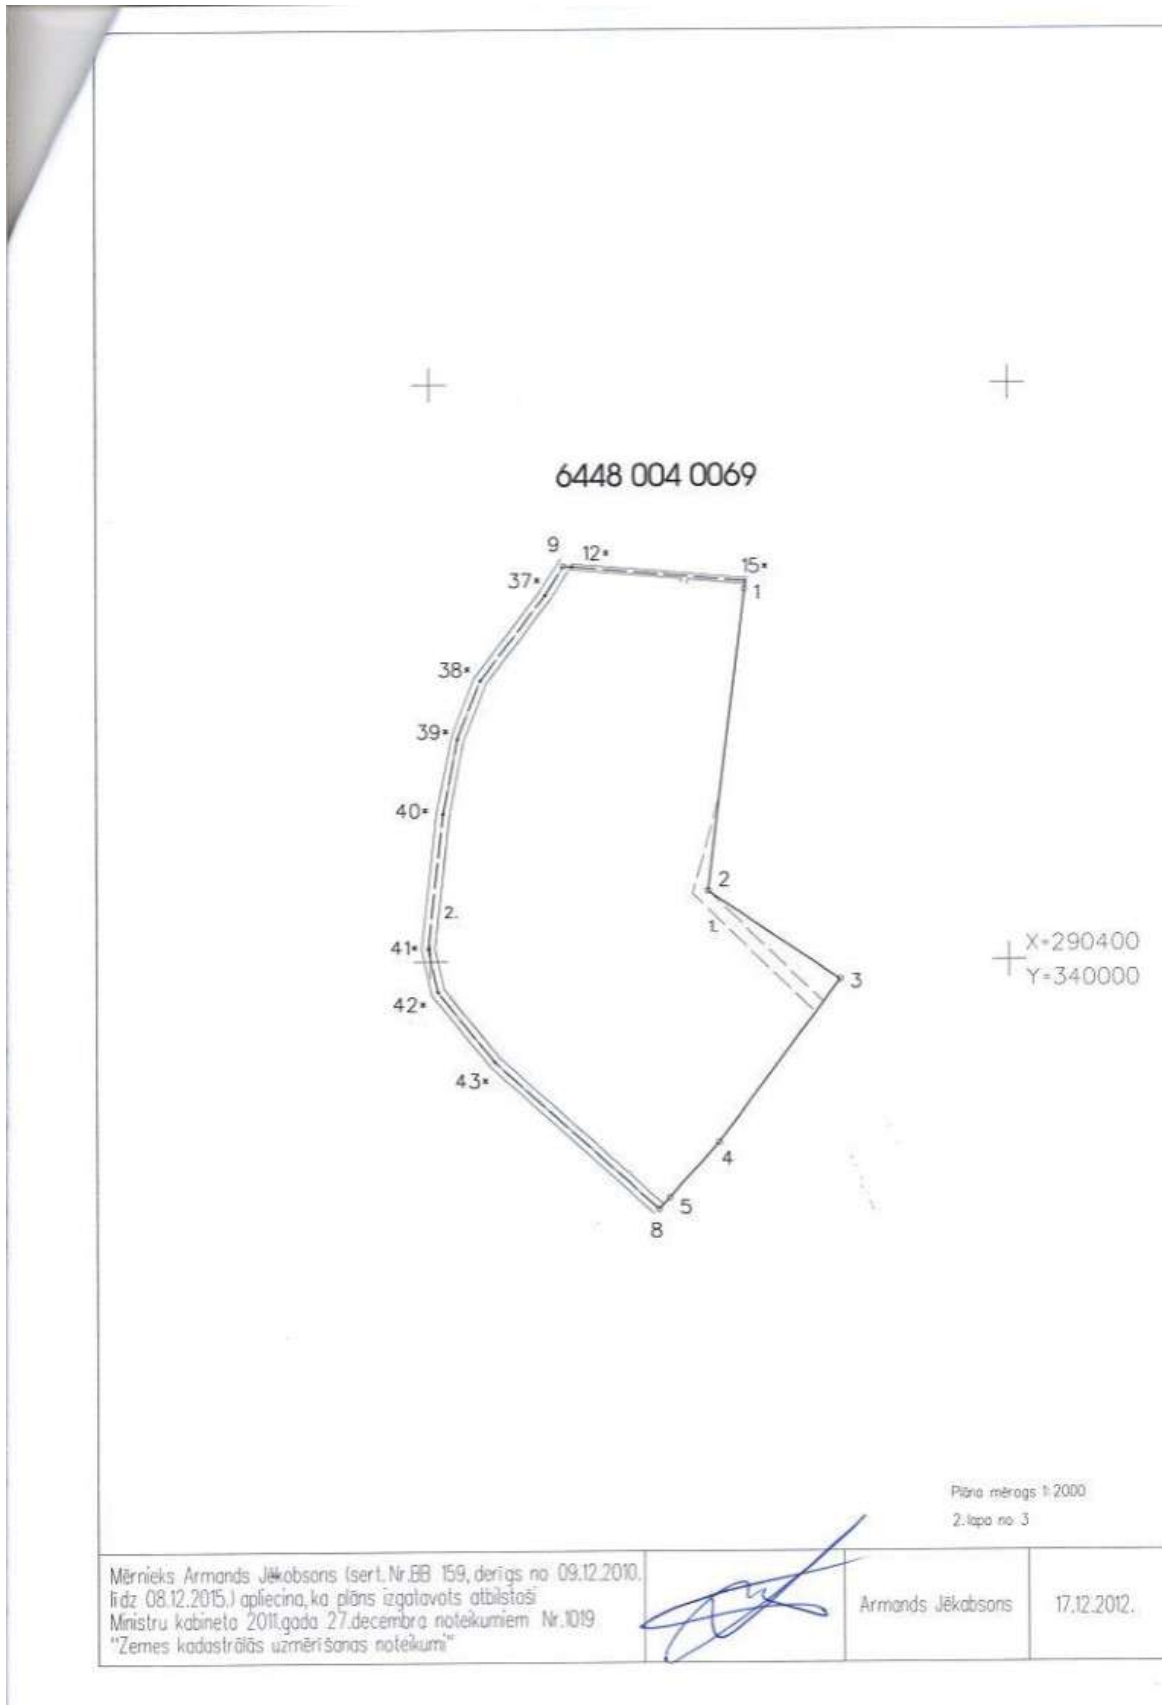 6448 004 0069
9
12*
15*
37*
1
38*
39*
40*
2
2.
1.
41*
X=290400
Y=340000
3
42*
43*
4
5
8
Plāna mērogs 1:2000
2.lapa no 3
Mērnieks Armands Jēkabsons (sert. Nr.BB 159, derīgs no 09.12.2010.
līdz 08.12.2015.) apliecina,ka plāns izgatavots atbilstoši
Ministru kabineta 2011.gada 27.decembra noteikumiem Nr.1019
"Zemes kadastrālās uzmērīšanas noteikumi"
Armands Jēkabsons
17.12.2012.